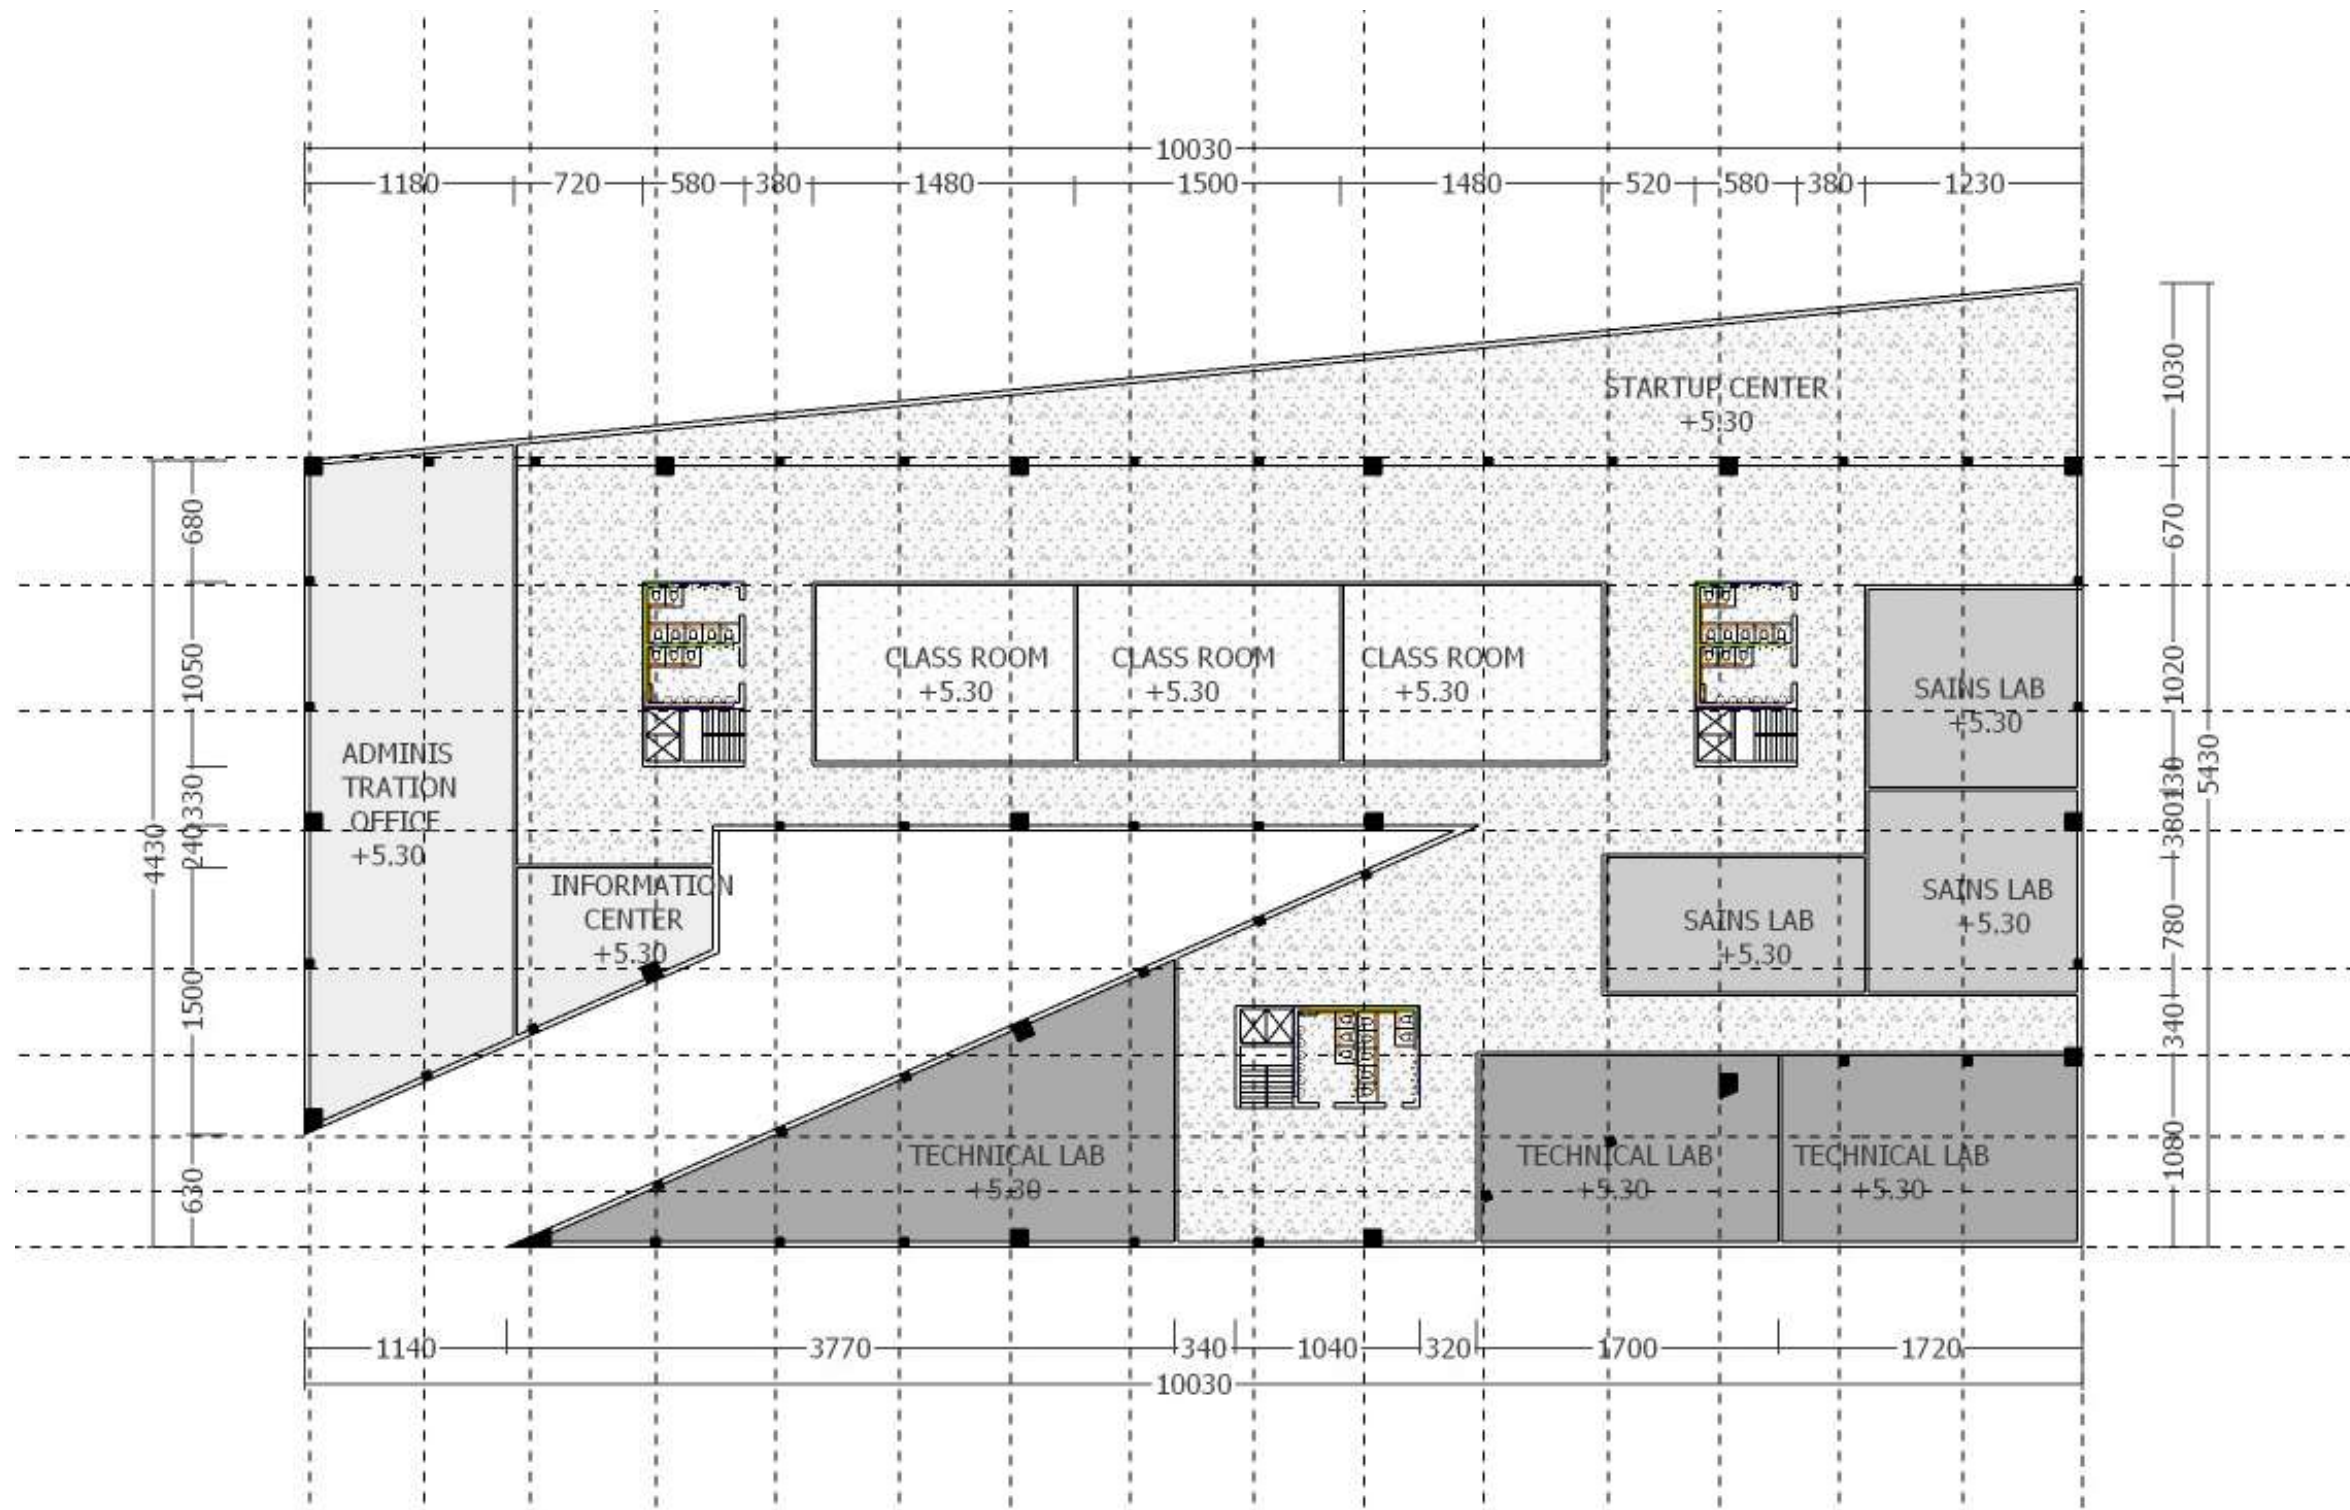 10030
1180 720 580 380 1480 1500 1480 520 580 380 1230
STARTUP CENTER
+5.30
1030
680
670
CLASS ROOM
+5.30
CLASS ROOM
+5.30
CLASS ROOM
+5.30
1050
1020
SAINS LAB
+5.30
ADMINIS
TRATION
OFFICE
+5.30
330
130
5430
4430
240
380
INFORMATION
CENTER
+5.30
SAINS LAB
+5.30
SAINS LAB
+5.30
780
1500
340
TECHNICAL LAB
+5.30
TECHNICAL LAB
+5.30
TECHNICAL LAB
+5.30
630
1080
1140 3770 340 1040 320 1700 1720
10030